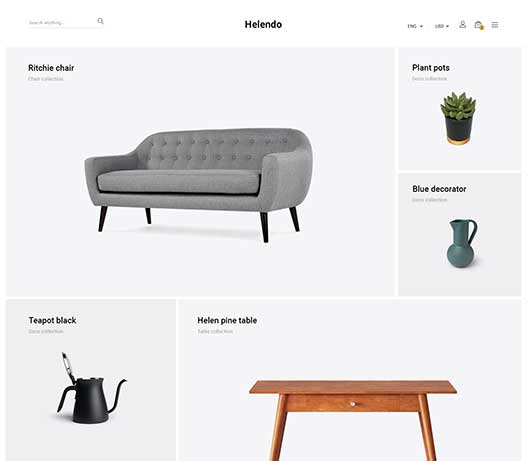 Search anything...
Helendo
ENG
USD
Ritchie chair
Chair collection
Plant pots
Deco collection
Blue decorator
Deco collection
Teapot black
Deco collection
Helen pine table
Table collection